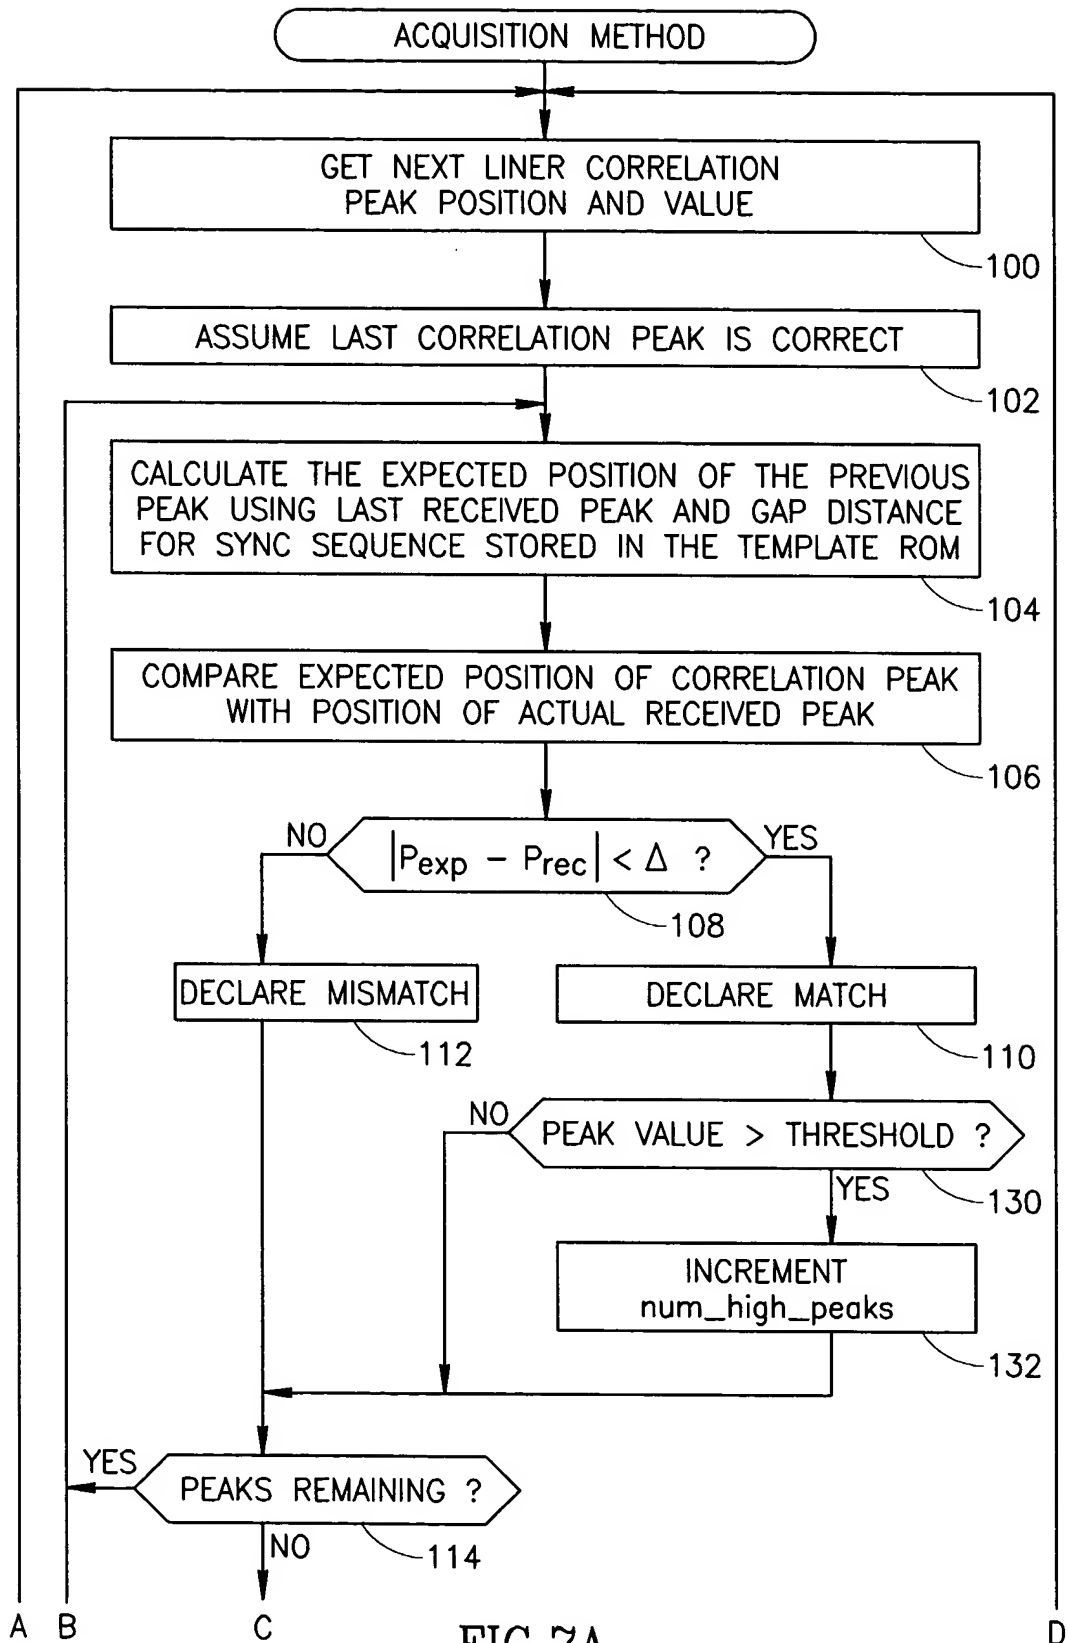 ACQUISITION METHOD
GET NEXT LINER CORRELATION
PEAK POSITION AND VALUE
100
ASSUME LAST CORRELATION PEAK IS CORRECT
102
CALCULATE THE EXPECTED POSITION OF THE PREVIOUS
PEAK USING LAST RECEIVED PEAK AND GAP DISTANCE
FOR SYNC SEQUENCE STORED IN THE TEMPLATE ROM
104
COMPARE EXPECTED POSITION OF CORRELATION PEAK
WITH POSITION OF ACTUAL RECEIVED PEAK
106
NO
|Pexp - Prec| < Δ ?
YES
108
DECLARE MISMATCH
112
DECLARE MATCH
110
NO
PEAK VALUE > THRESHOLD ?
130
YES
INCREMENT
num_high_peaks
132
YES
PEAKS REMAINING ?
114
NO
A B C D
FIG.7A